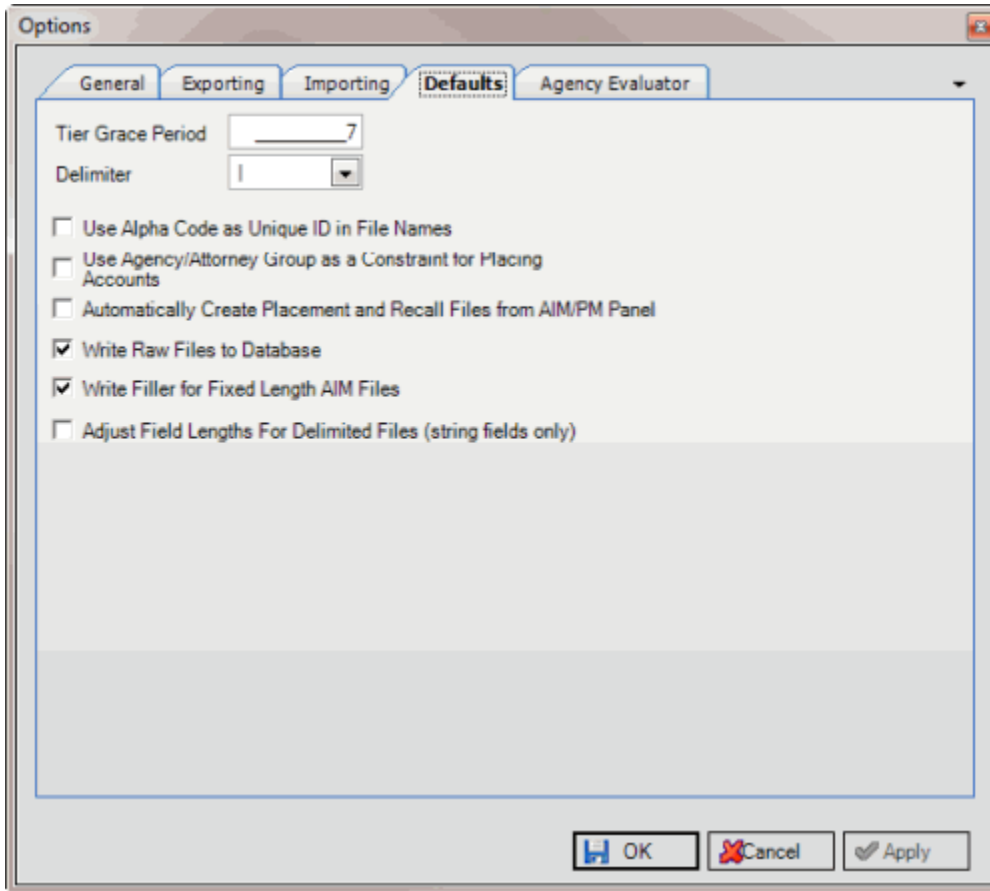 Options
General Exporting Importing Defaults Agency Evaluator
Tier Grace Period _________7
Delimiter |
Use Alpha Code as Unique ID in File Names
Use Agency/Attorney Group as a Constraint for Placing
Accounts
Automatically Create Placement and Recall Files from AIM/PM Panel
Write Raw Files to Database
Write Filler for Fixed Length AIM Files
Adjust Field Lengths For Delimited Files (string fields only)
OK Cancel Apply